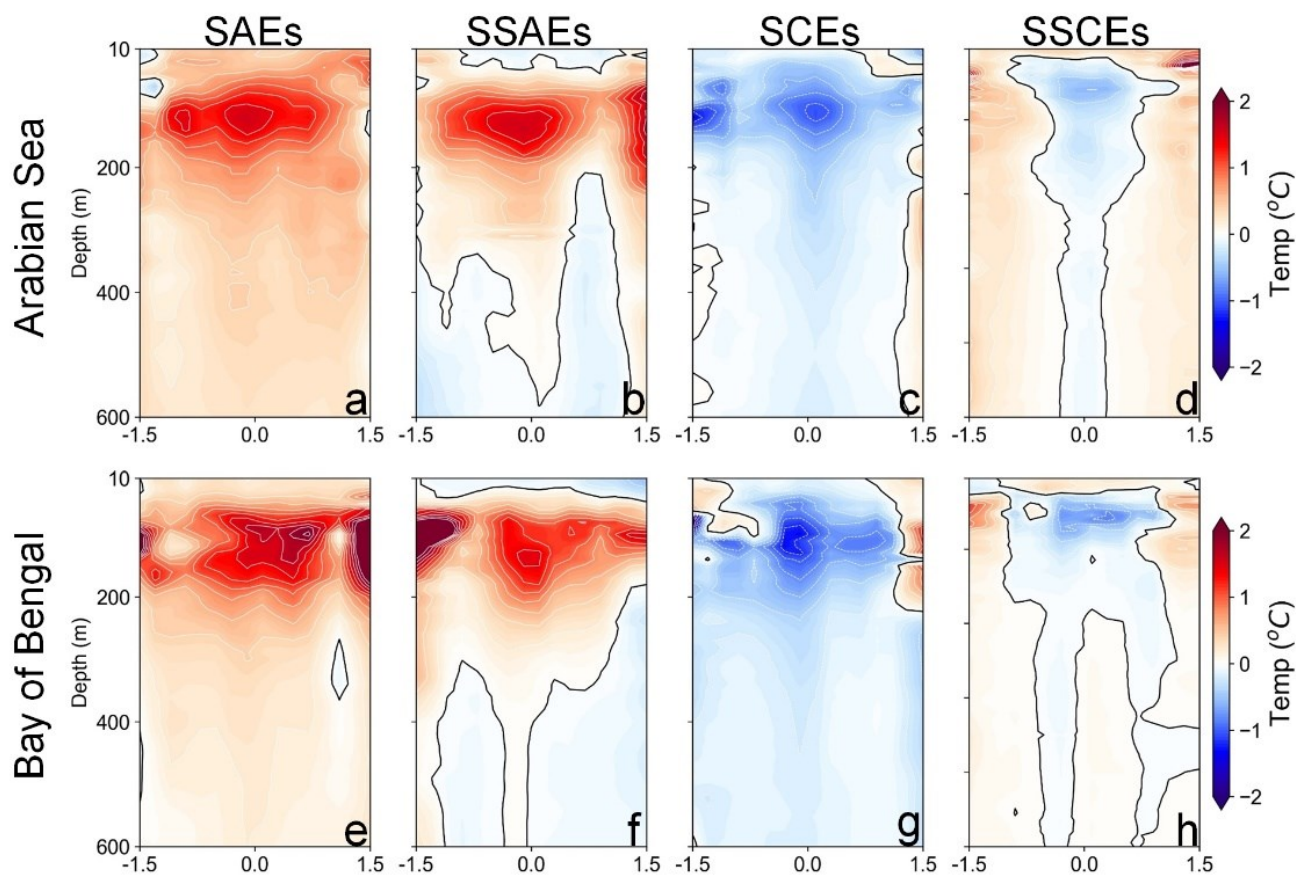 SAEs SSAEs SCEs SSCEs
Arabian Sea
Depth (m)
10
200
400
600
a
b
c
d
-1.5 0.0 1.5
-1.5 0.0 1.5
-1.5 0.0 1.5
-1.5 0.0 1.5
2
1
0
−1
−2
Temp (°C)
Bay of Bengal
Depth (m)
10
200
400
600
e
f
g
h
-1.5 0.0 1.5
-1.5 0.0 1.5
-1.5 0.0 1.5
-1.5 0.0 1.5
2
1
0
−1
−2
Temp (°C)